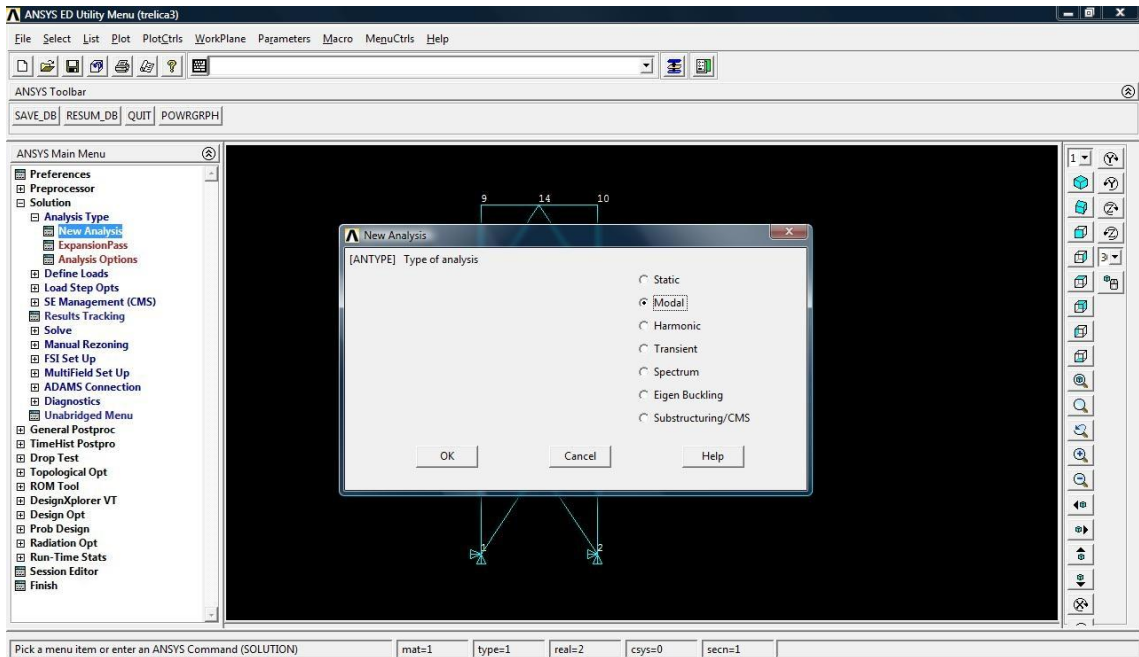 ANSYS ED Utility Menu (trelica3)
File Select List Plot PlotCtrls WorkPlane Parameters Macro MenuCtrls Help
ANSYS Toolbar
SAVE_DB RESUM_DB QUIT POWRGRPH
ANSYS Main Menu
Preferences
Preprocessor
Solution
Analysis Type
New Analysis
ExpansionPass
Analysis Options
Define Loads
Load Step Opts
SE Management (CMS)
Results Tracking
Solve
Manual Rezoning
FSI Set Up
MultiField Set Up
ADAMS Connection
Diagnostics
Unabridged Menu
General Postproc
TimeHist Postpro
Drop Test
Topological Opt
ROM Tool
DesignXplorer VT
Design Opt
Prob Design
Radiation Opt
Run-Time Stats
Session Editor
Finish
9 14 10
New Analysis
[ANTYPE] Type of analysis
Static
Modal
Harmonic
Transient
Spectrum
Eigen Buckling
Substructuring/CMS
OK Cancel Help
1 2
1
Pick a menu item or enter an ANSYS Command (SOLUTION) mat=1 type=1 real=2 csys=0 secn=1